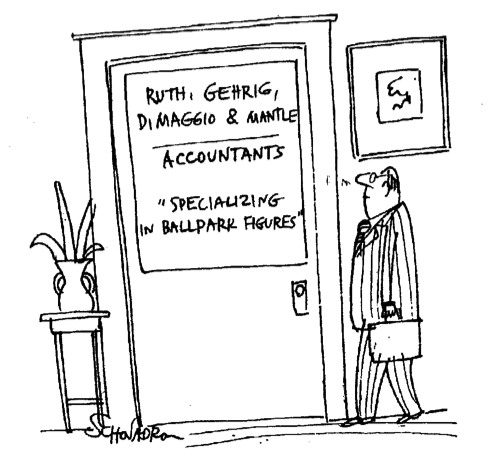 RUTH, GEHRIG,
DIMAGGIO & MANTLE
ACCOUNTANTS
"SPECIALIZING
IN BALLPARK FIGURES"